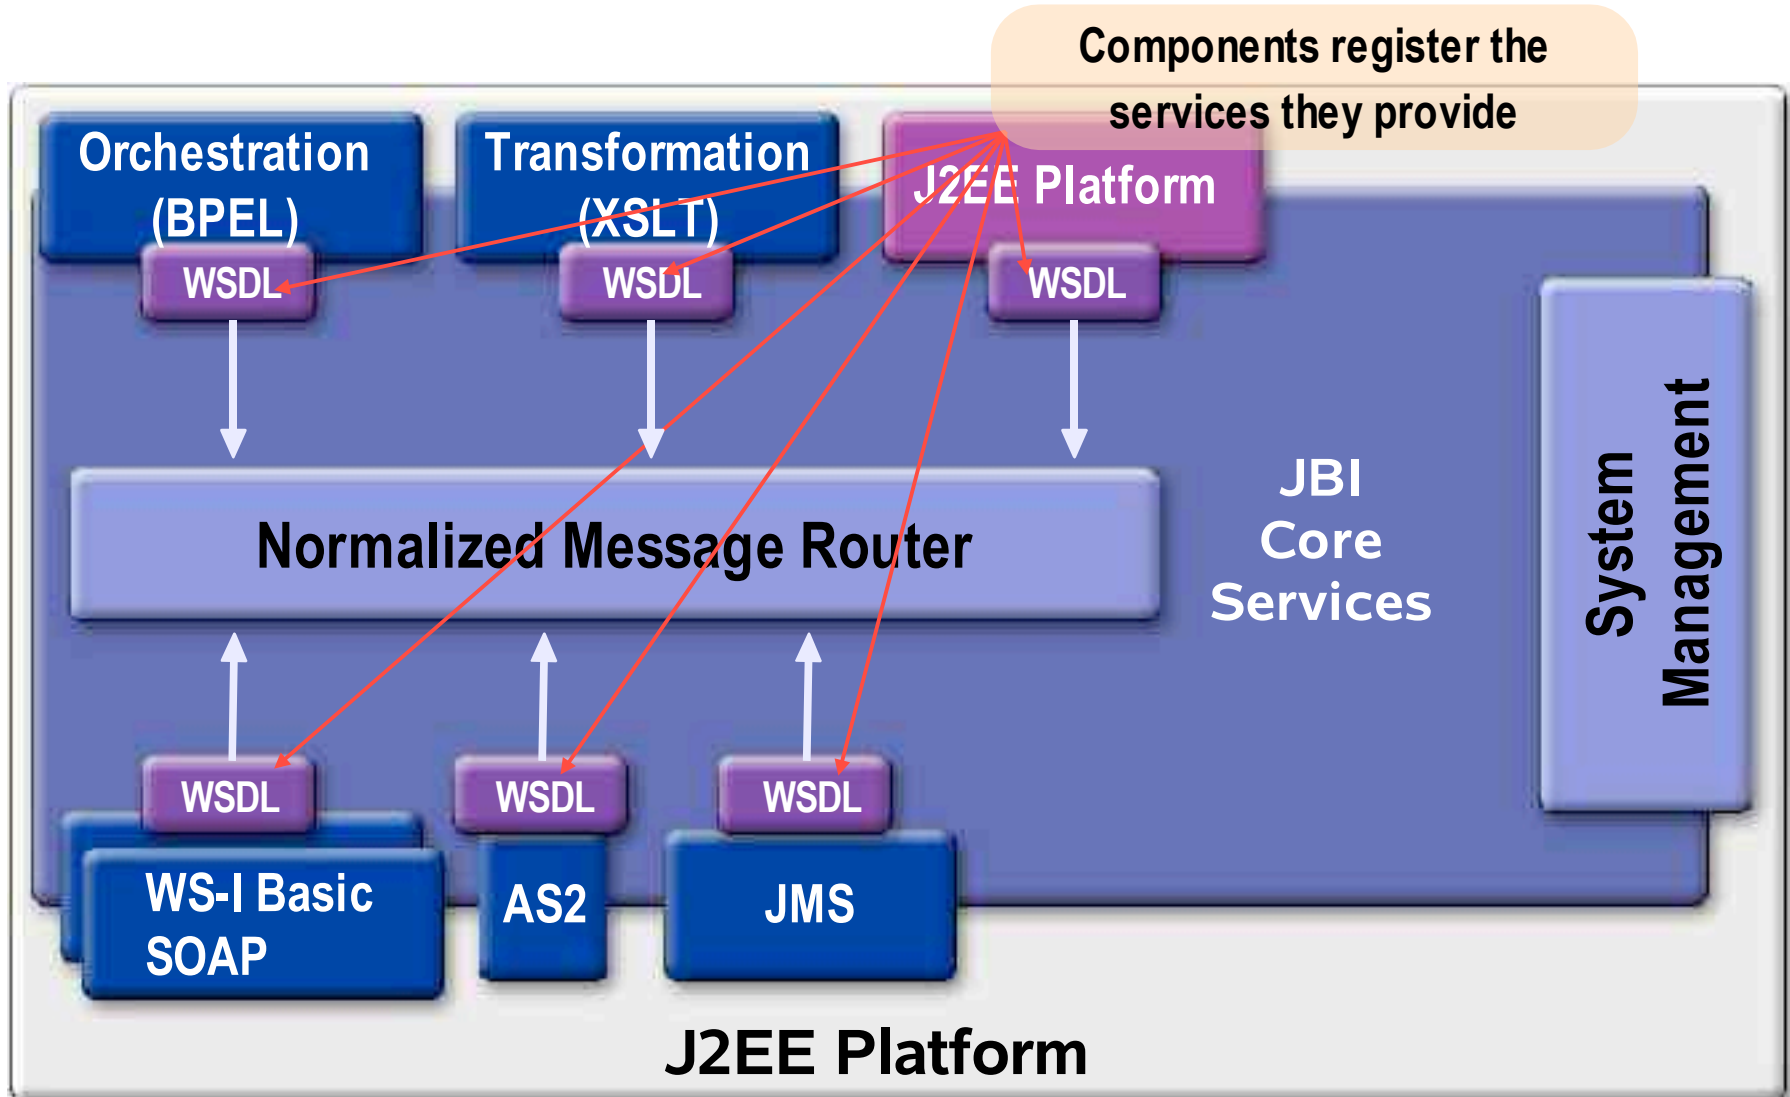 Components register the
services they provide
Orchestration
(BPEL)
Transformation
(XSLT)
J2EE Platform
WSDL
WSDL
WSDL
Normalized Message Router
JBI
Core
Services
System
Management
WSDL
WSDL
WSDL
WS-I Basic
SOAP
AS2
JMS
J2EE Platform